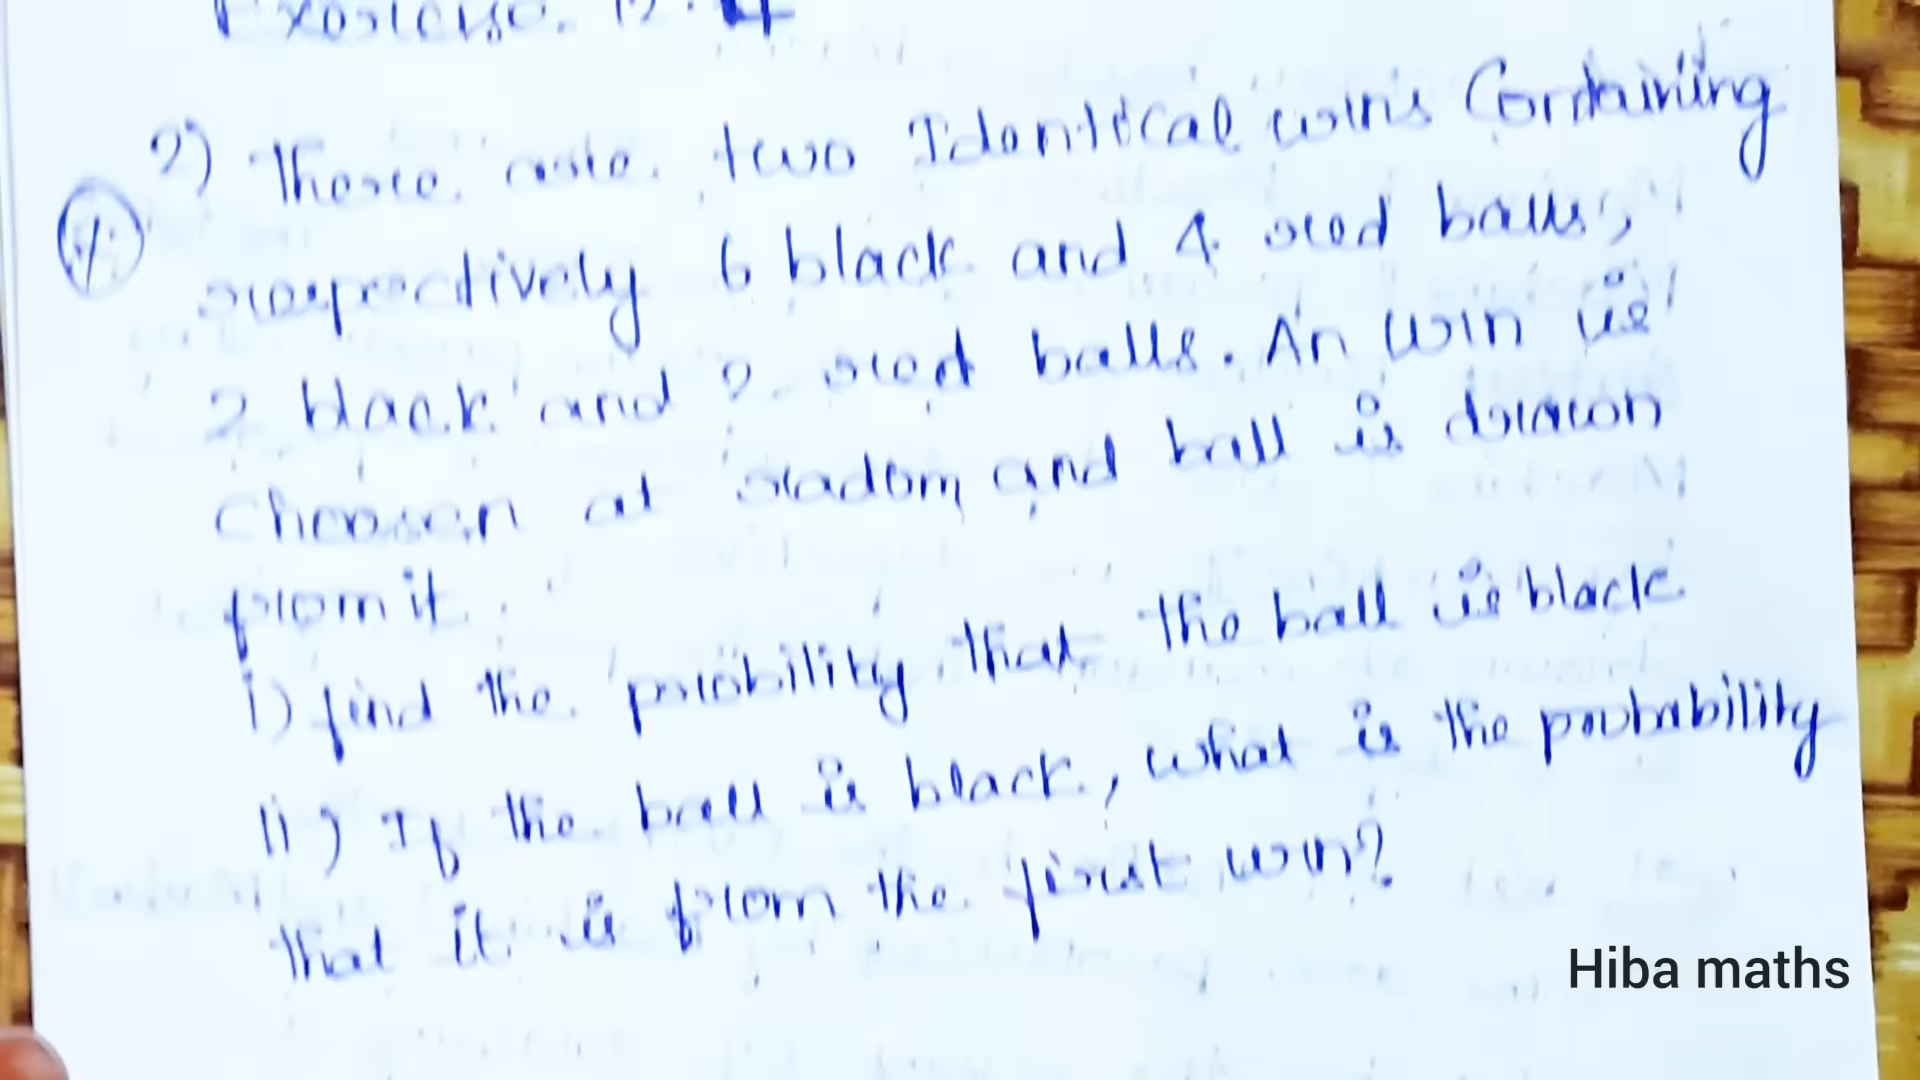 Exercise. 12.4
2) There are two Identical urns Containing
respectively 6 black and 4 red balls,
2 black and 2 red balls. An urn is
choosen at radom and ball is drawn
from it.
i) find the probility that the ball is black
ii) If the ball is black, what is the probability
that it is from the first urn?
Hiba maths